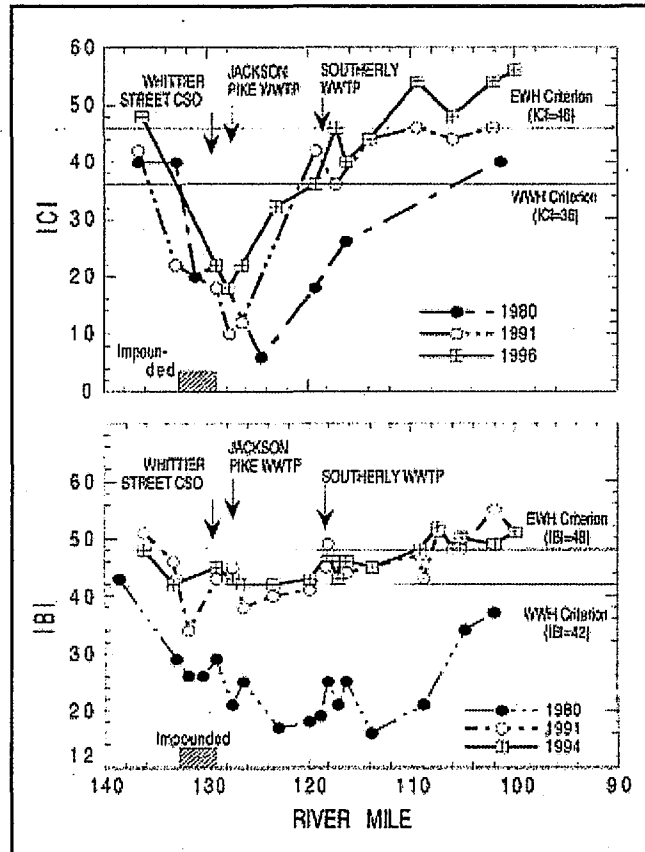 60
50
40
30
20
10
0
ICI
WHITTIER
STREET CSO
JACKSON
PIKE WWTP
SOUTHERLY
WWTP
EWH Criterion
(ICI=46)
WWH Criterion
(ICI=36)
Impoun-
ded
1980
1991
1996
60
50
40
30
20
12
IBI
WHITTIER
STREET CSO
JACKSON
PIKE WWTP
SOUTHERLY WWTP
EWH Criterion
(IBI=48)
WWH Criterion
(IBI=42)
Impounded
1980
1991
1994
140
130
120
110
100
90
RIVER MILE